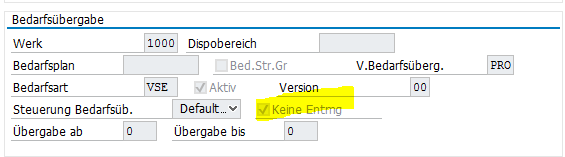 Bedarfsübergabe
Werk 1000 Dispobereich
Bedarfsplan Bed.Str.Gr V.Bedarfsüberg. PRO
Bedarfsart VSE Aktiv Version 00
Steuerung Bedarfsüb. Default... Keine Entmg
Übergabe ab 0 Übergabe bis 0